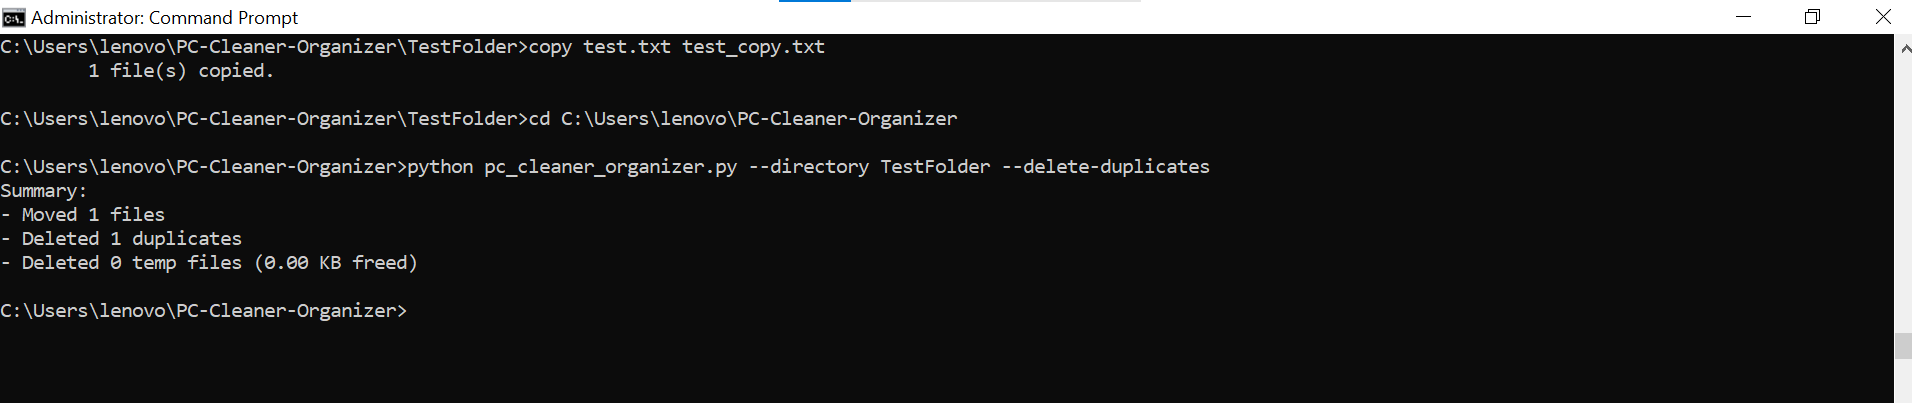 Administrator: Command Prompt
C:\Users\lenovo\PC-Cleaner-Organizer\TestFolder>copy test.txt test_copy.txt
        1 file(s) copied.
C:\Users\lenovo\PC-Cleaner-Organizer\TestFolder>cd C:\Users\lenovo\PC-Cleaner-Organizer
C:\Users\lenovo\PC-Cleaner-Organizer>python pc_cleaner_organizer.py --directory TestFolder --delete-duplicates
Summary:
- Moved 1 files
- Deleted 1 duplicates
- Deleted 0 temp files (0.00 KB freed)
C:\Users\lenovo\PC-Cleaner-Organizer>